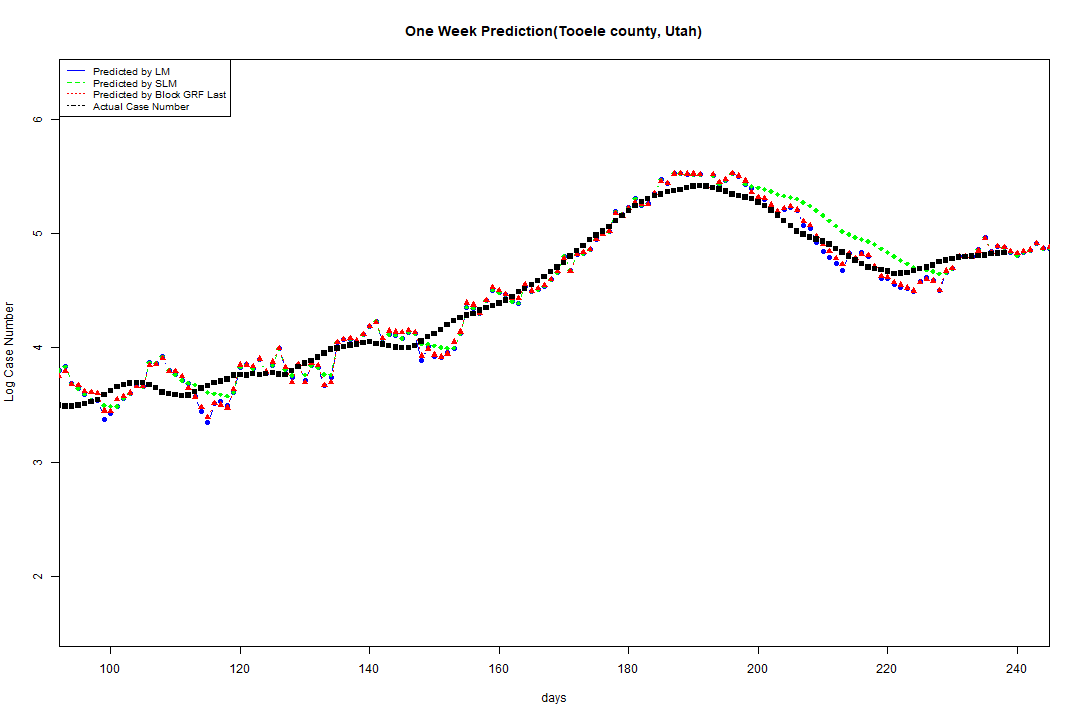 One Week Prediction(Tooele county, Utah)
Predicted by LM
Predicted by SLM
Predicted by Block GRF Last
Actual Case Number
Log Case Number
6
5
4
3
2
100 120 140 160 180 200 220 240
days